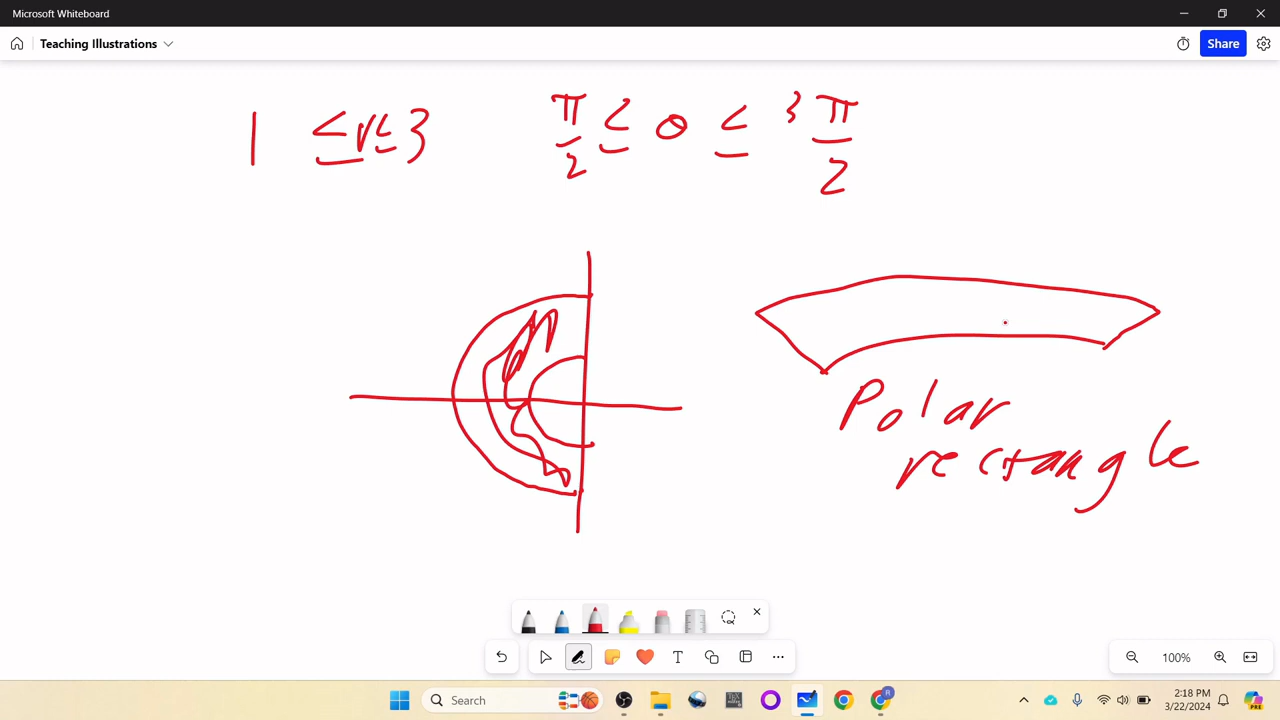 Microsoft Whiteboard
Teaching Illustrations
Share
1 ≤ r ≤ 3
π/2 ≤ θ ≤ 3π/2
Polar
rectangle
100%
Search
2:18 PM
3/22/2024